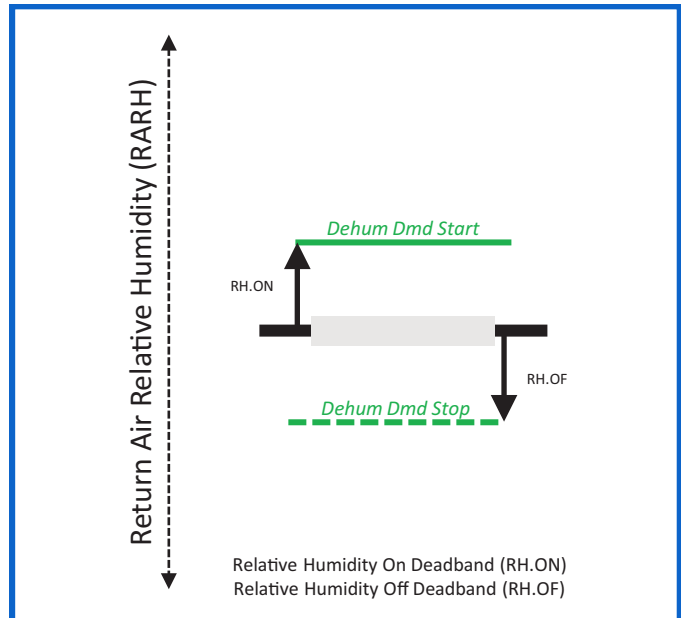 Return Air Relative Humidity (RARH)
Dehum Dmd Start
RH.ON
RH.OF
Dehum Dmd Stop
Relative Humidity On Deadband (RH.ON)
Relative Humidity Off Deadband (RH.OF)